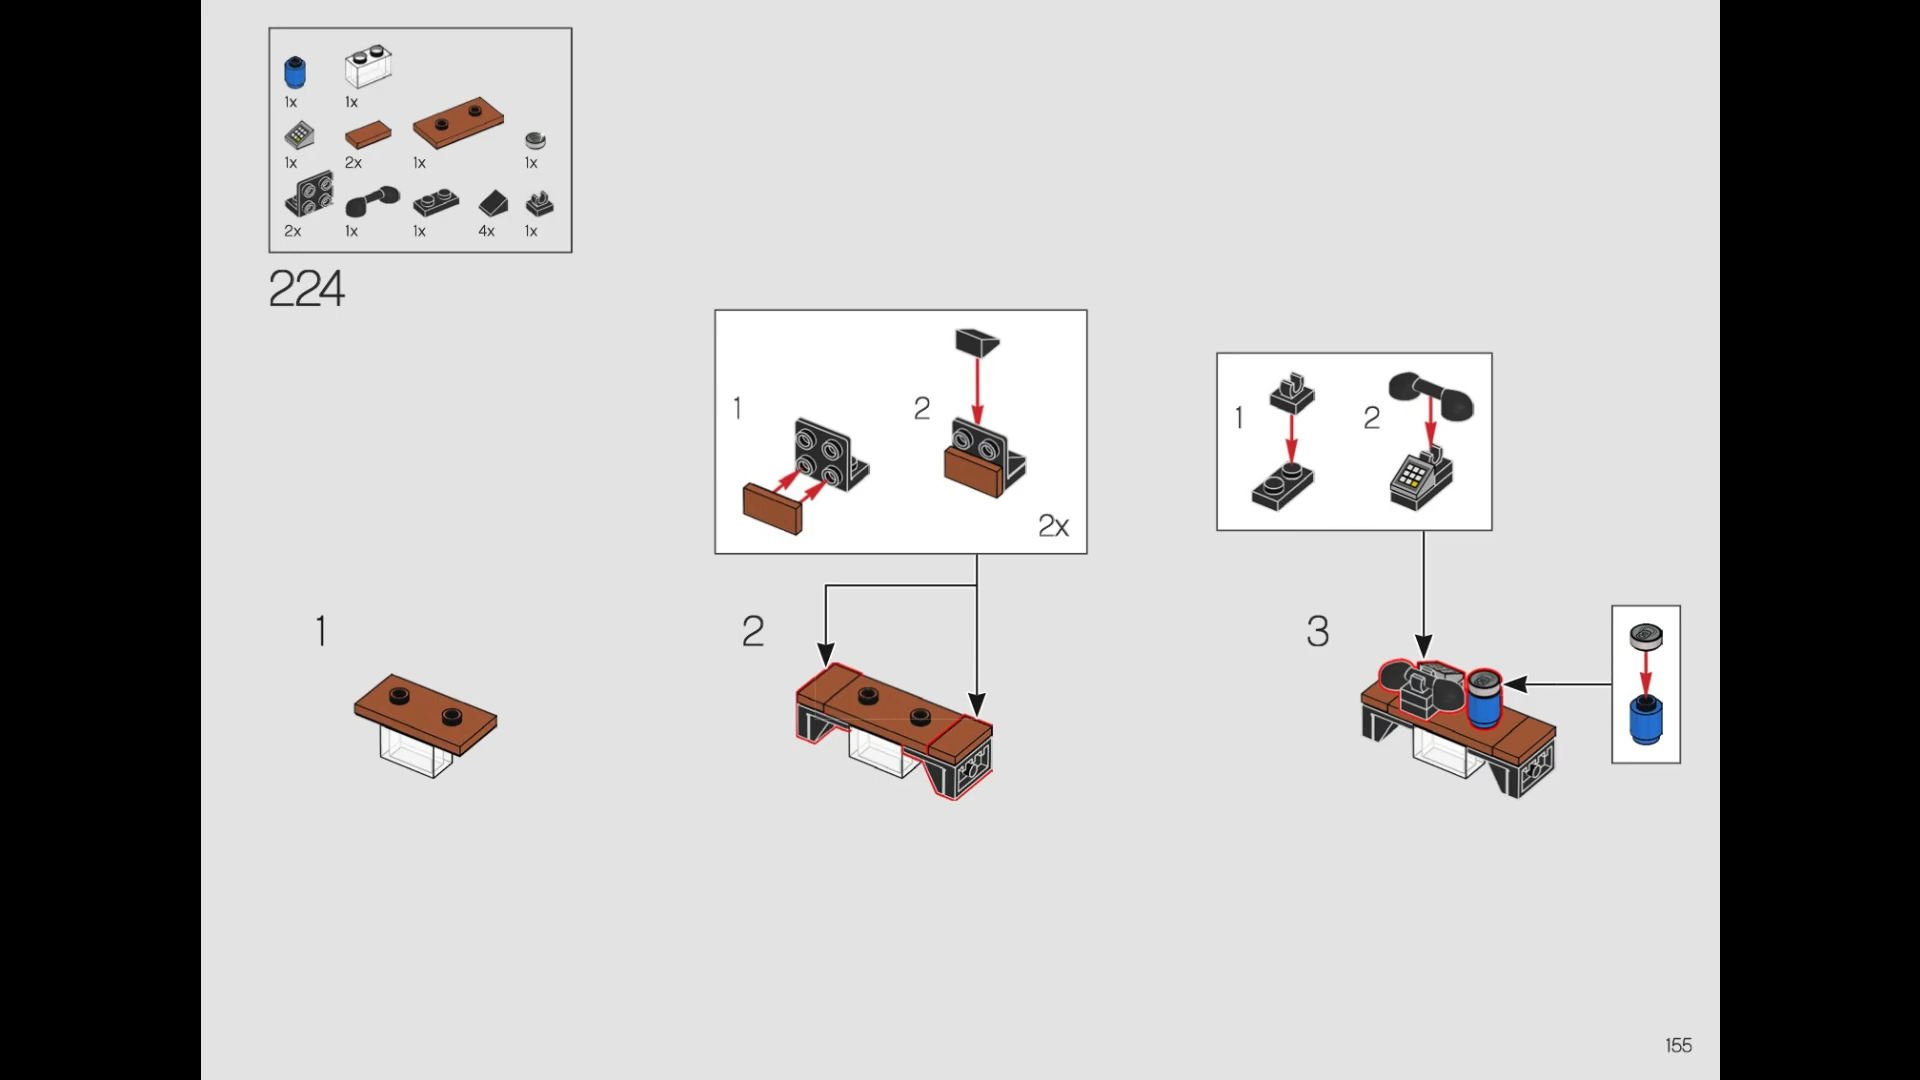 1x 1x
1x 2x 1x 1x
2x 1x 1x 4x 1x
224
1 2
2x
1 2
1 2 3
155